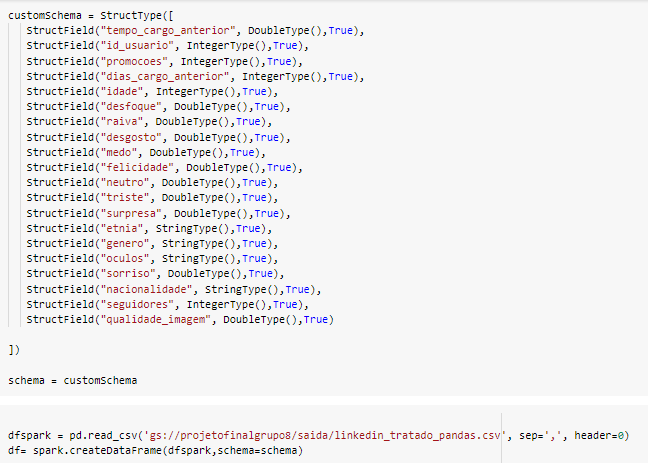 customSchema = StructType([
StructField("tempo_cargo_anterior", DoubleType(),True),
StructField("id_usuario", IntegerType(),True),
StructField("promocoes", IntegerType(),True),
StructField("dias_cargo_anterior", IntegerType(),True),
StructField("idade", IntegerType(),True),
StructField("desfoque", DoubleType(),True),
StructField("raiva", DoubleType(),True),
StructField("desgosto", DoubleType(),True),
StructField("medo", DoubleType(),True),
StructField("felicidade", DoubleType(),True),
StructField("neutro", DoubleType(),True),
StructField("triste", DoubleType(),True),
StructField("surpresa", DoubleType(),True),
StructField("etnia", StringType(),True),
StructField("genero", StringType(),True),
StructField("oculos", StringType(),True),
StructField("sorriso", DoubleType(),True),
StructField("nacionalidade", StringType(),True),
StructField("seguidores", IntegerType(),True),
StructField("qualidade_imagem", DoubleType(),True)
])
schema = customSchema
dfspark = pd.read_csv('gs://projetofinalgrupo8/saida/linkedin_tratado_pandas.csv', sep=',', header=0)
df= spark.createDataFrame(dfspark,schema=schema)